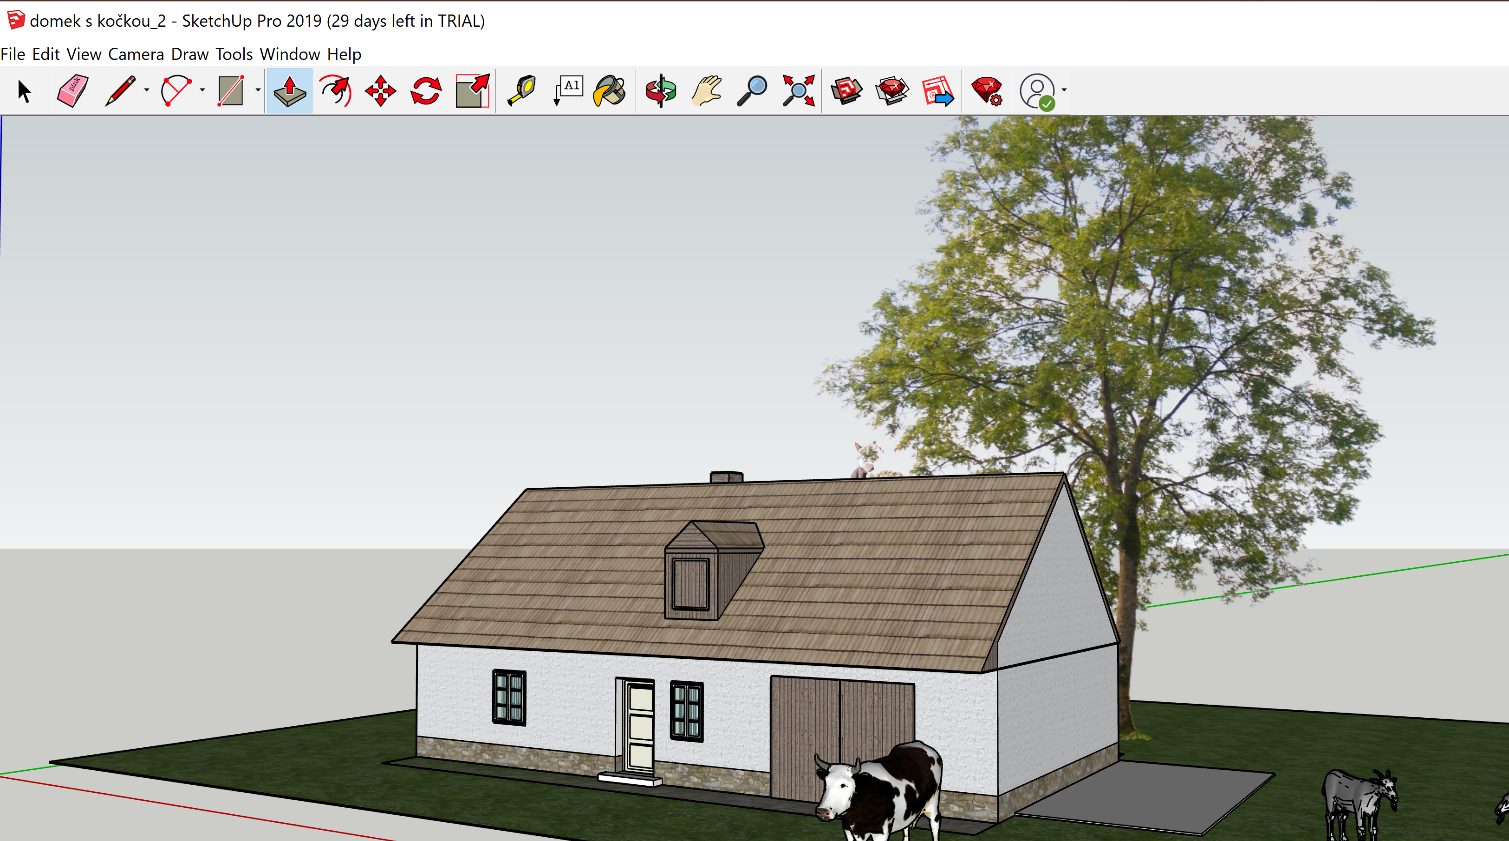 domek s kočkou_2 - SketchUp Pro 2019 (29 days left in TRIAL)
File Edit View Camera Draw Tools Window Help
A1